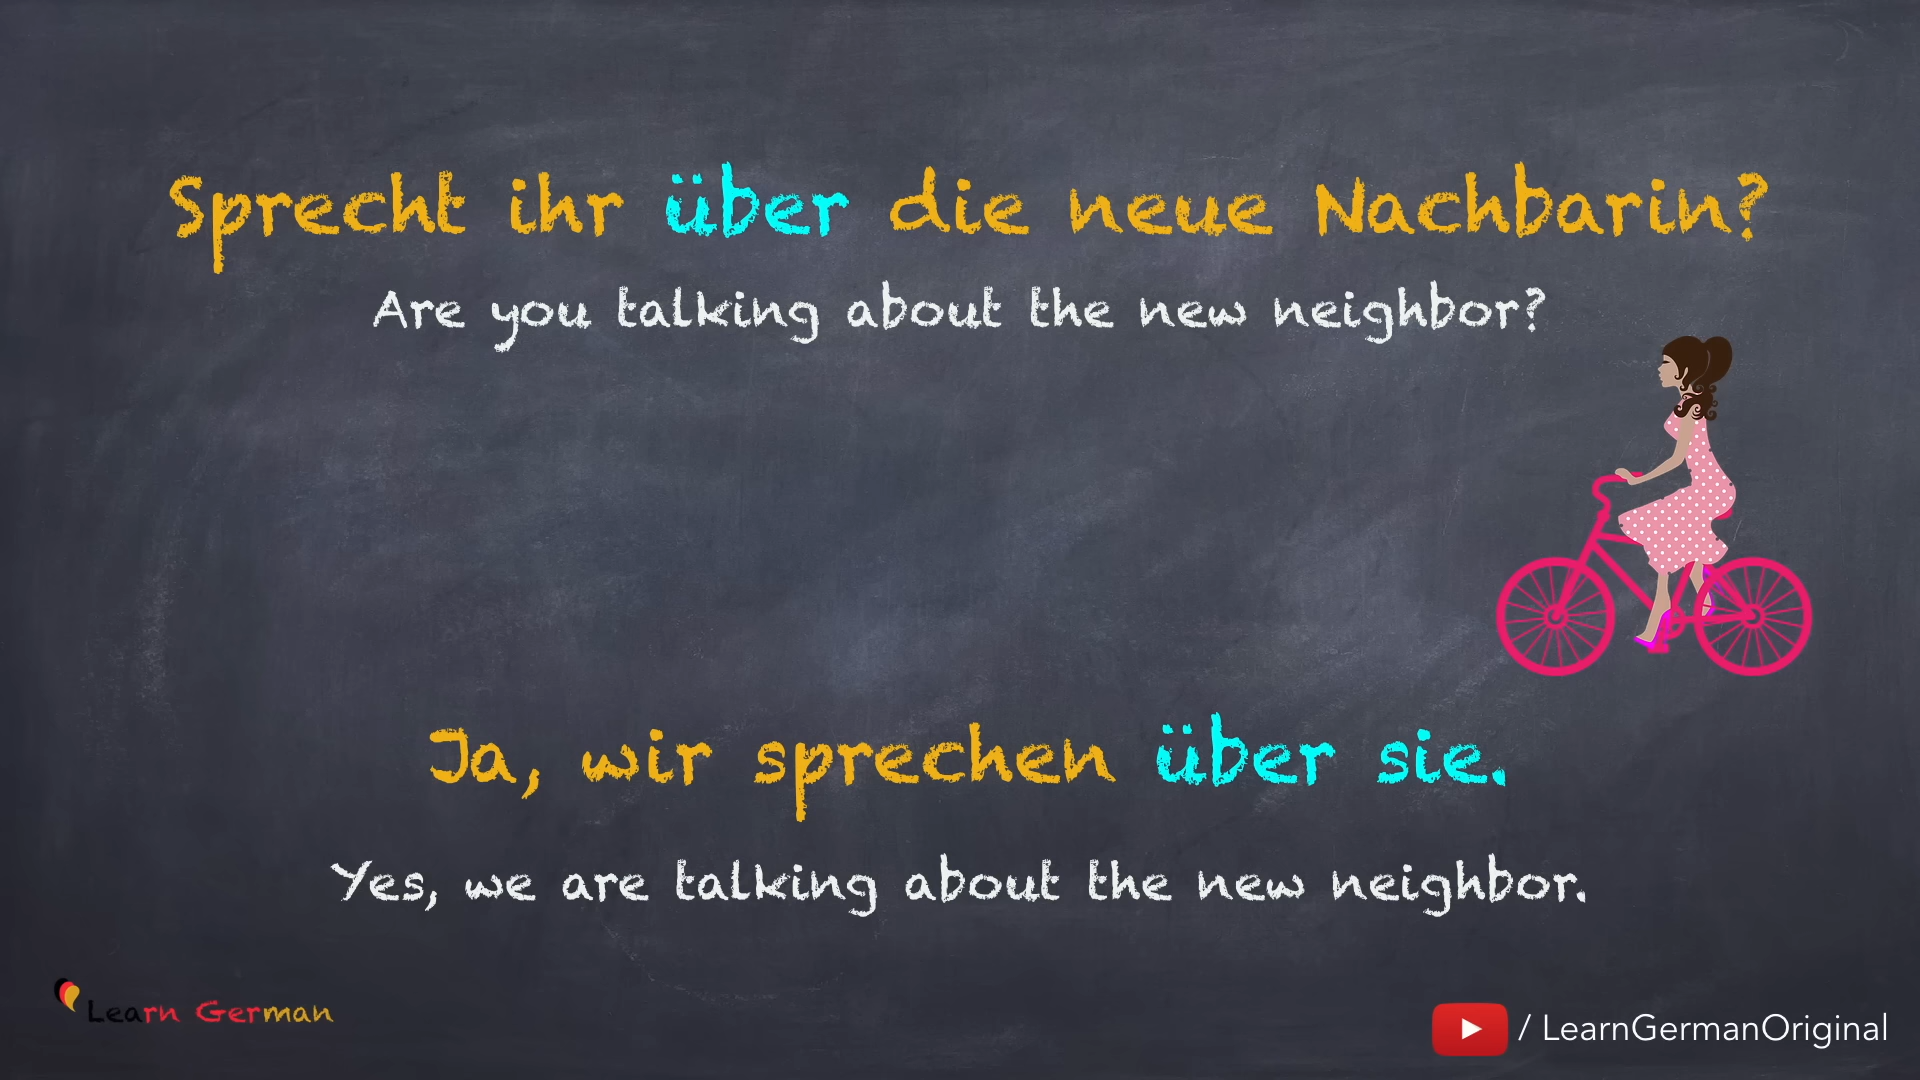 Sprecht ihr über die neue Nachbarin?
Are you talking about the new neighbor?
Ja, wir sprechen über sie.
Yes, we are talking about the new neighbor.
Learn German
/ LearnGermanOriginal